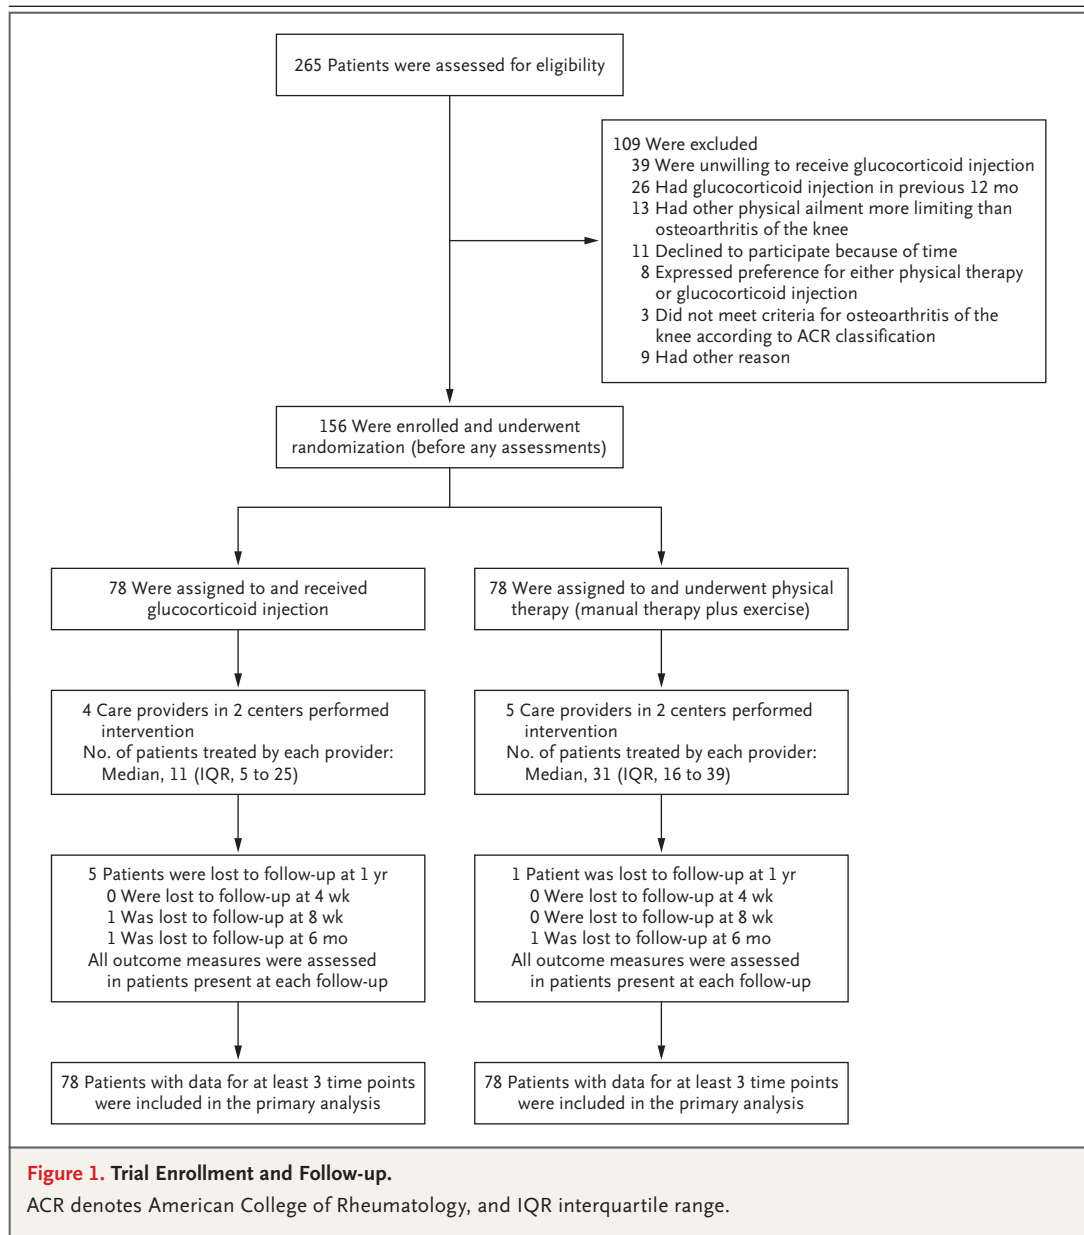 265 Patients were assessed for eligibility
109 Were excluded
39 Were unwilling to receive glucocorticoid injection
26 Had glucocorticoid injection in previous 12 mo
13 Had other physical ailment more limiting than
osteoarthritis of the knee
11 Declined to participate because of time
8 Expressed preference for either physical therapy
or glucocorticoid injection
3 Did not meet criteria for osteoarthritis of the
knee according to ACR classification
9 Had other reason
156 Were enrolled and underwent
randomization (before any assessments)
78 Were assigned to and received
glucocorticoid injection
78 Were assigned to and underwent physical
therapy (manual therapy plus exercise)
4 Care providers in 2 centers performed
intervention
No. of patients treated by each provider:
Median, 11 (IQR, 5 to 25)
5 Care providers in 2 centers performed
intervention
No. of patients treated by each provider:
Median, 31 (IQR, 16 to 39)
5 Patients were lost to follow-up at 1 yr
0 Were lost to follow-up at 4 wk
1 Was lost to follow-up at 8 wk
1 Was lost to follow-up at 6 mo
All outcome measures were assessed
in patients present at each follow-up
1 Patient was lost to follow-up at 1 yr
0 Were lost to follow-up at 4 wk
0 Were lost to follow-up at 8 wk
1 Was lost to follow-up at 6 mo
All outcome measures were assessed
in patients present at each follow-up
78 Patients with data for at least 3 time points
were included in the primary analysis
78 Patients with data for at least 3 time points
were included in the primary analysis
Figure 1. Trial Enrollment and Follow-up.
ACR denotes American College of Rheumatology, and IQR interquartile range.